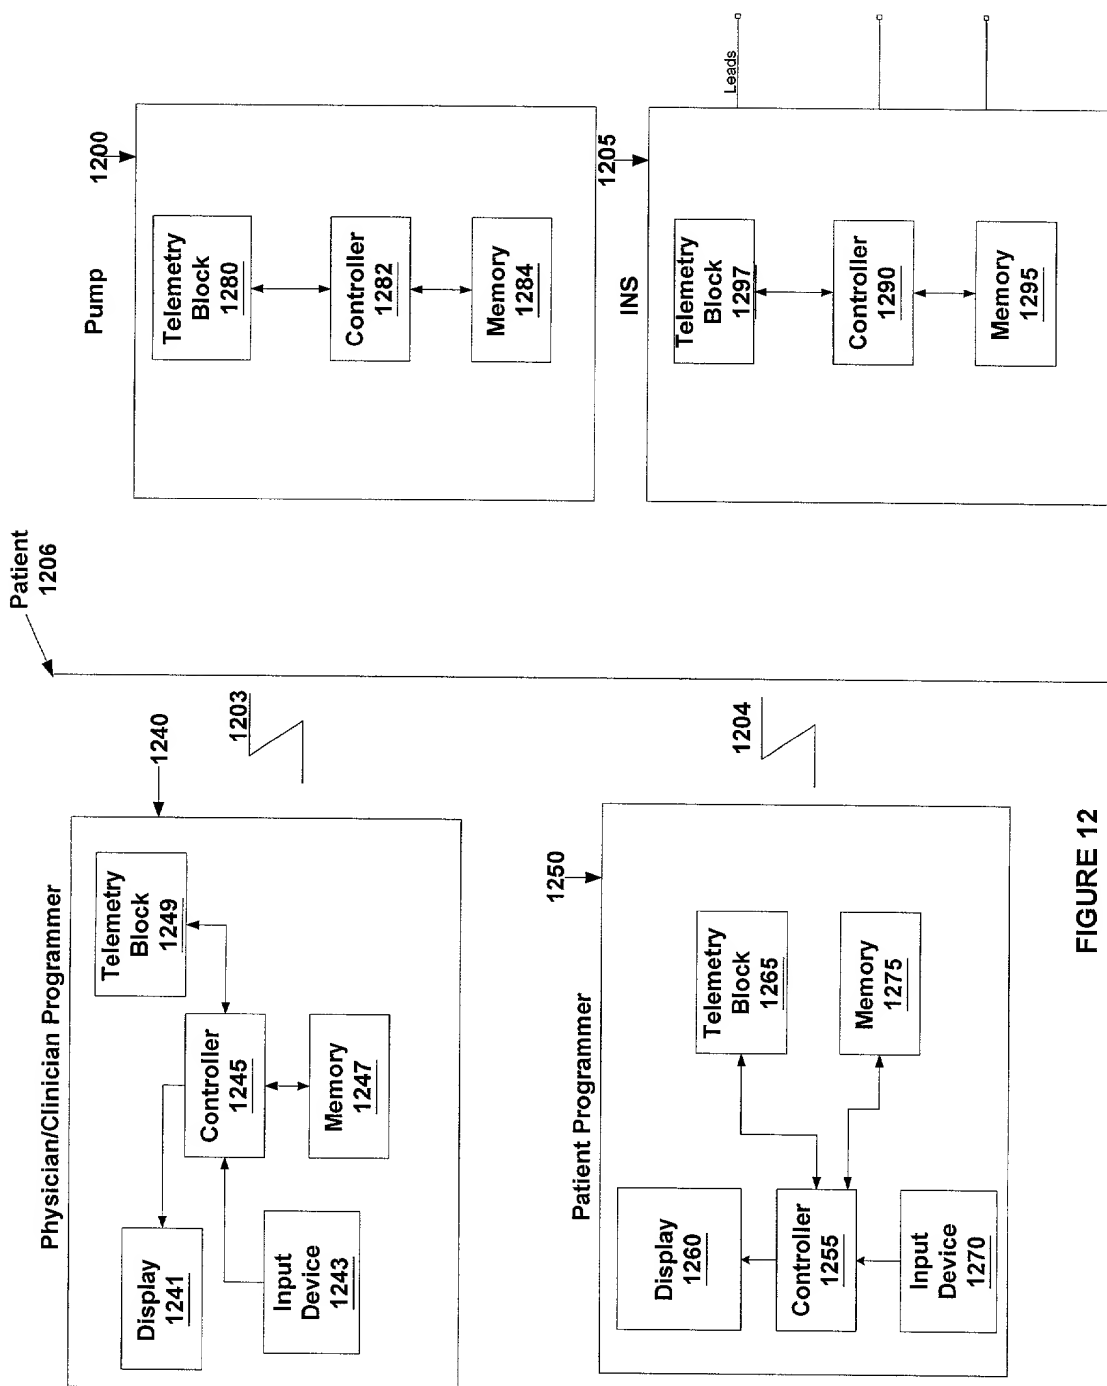 Physician/Clinician Programmer
1240
Display
1241
Input
Device
1243
Controller
1245
Memory
1247
Telemetry
Block
1249
1203
Patient
1206
Pump
1200
Telemetry
Block
1280
Controller
1282
Memory
1284
Patient Programmer
1250
Display
1260
Controller
1255
Input
Device
1270
Telemetry
Block
1265
Memory
1275
1204
INS
1205
Telemetry
Block
1297
Controller
1290
Memory
1295
Leads
FIGURE 12